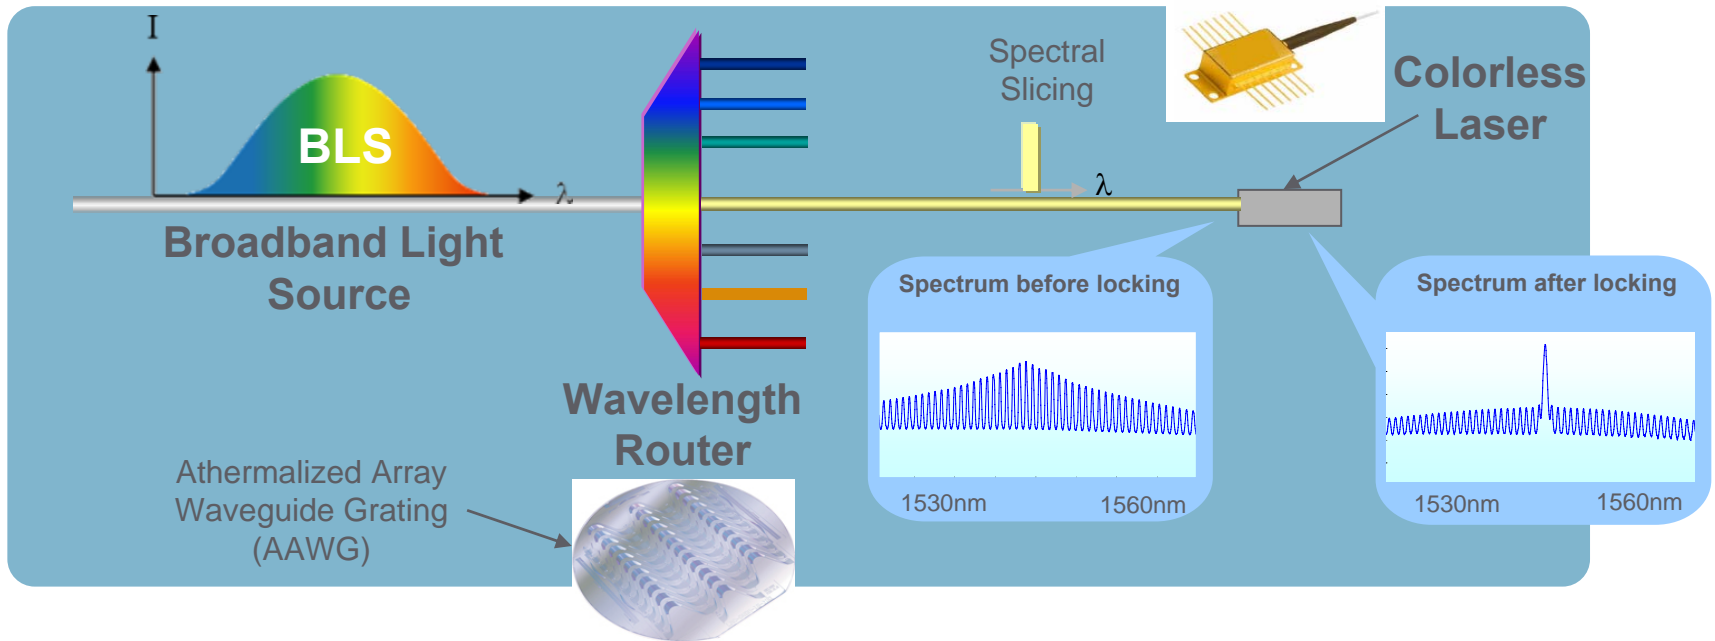 I
BLS
λ
Broadband Light
Source
Spectral
Slicing
λ
Colorless
Laser
Wavelength
Router
Athermalized Array
Waveguide Grating
(AAWG)
Spectrum before locking
1530nm 1560nm
Spectrum after locking
1530nm 1560nm